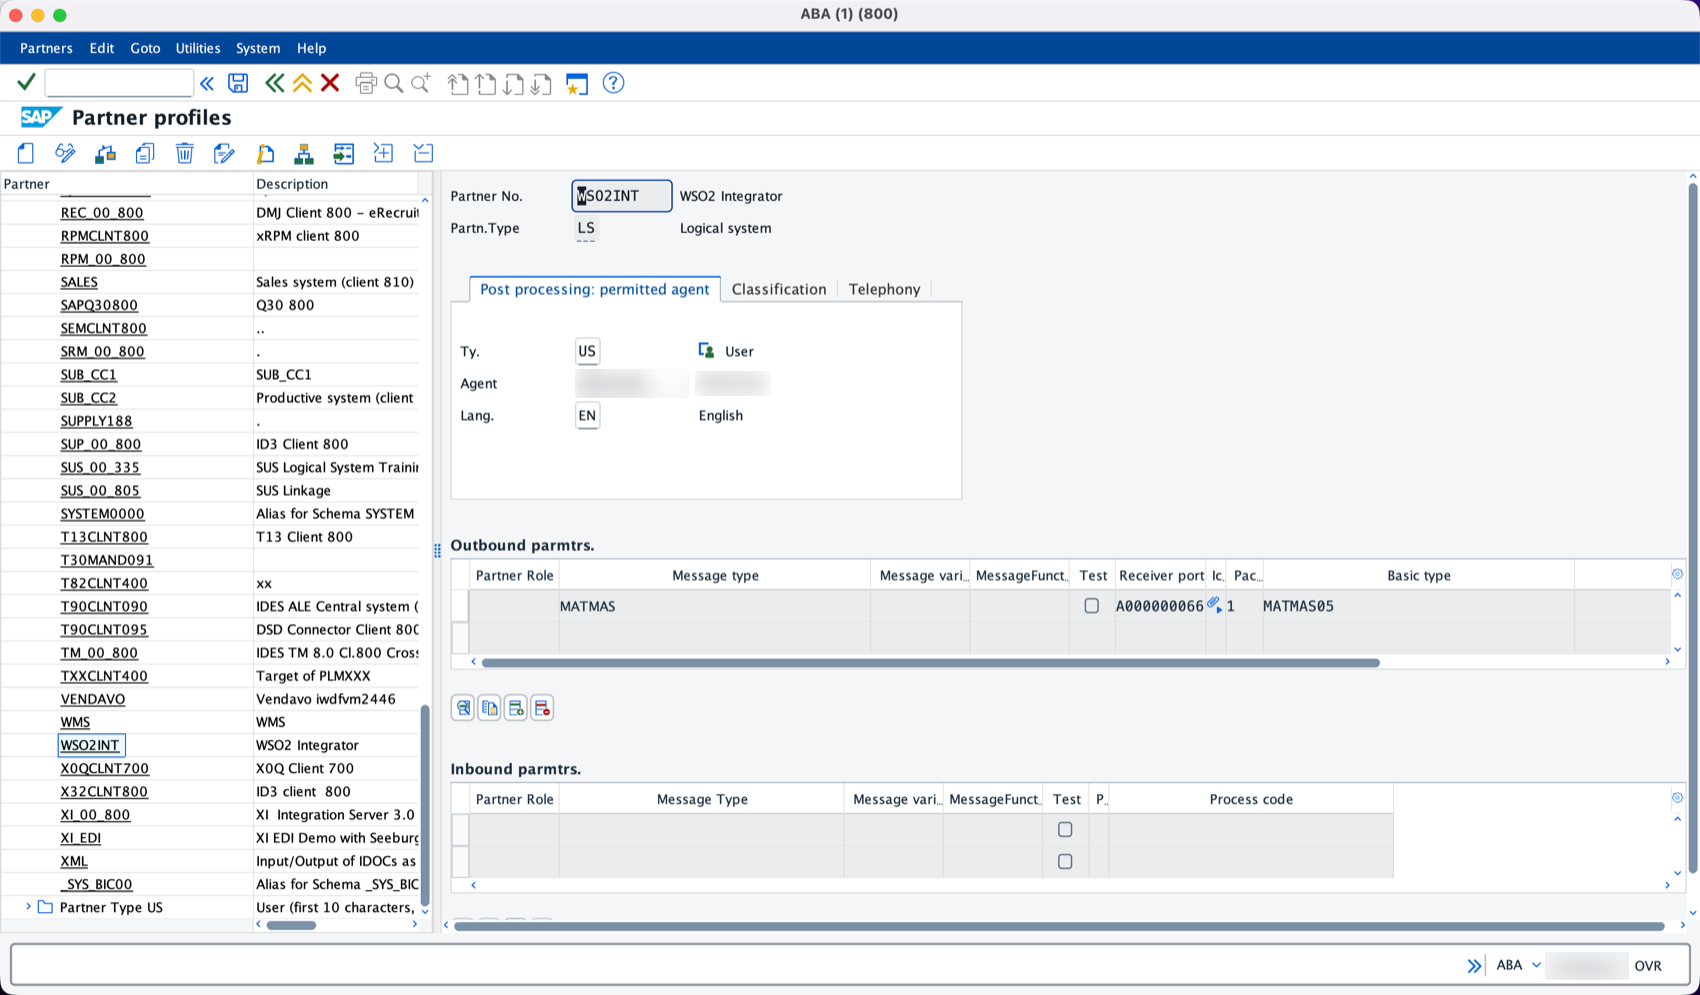 ABA (1) (800)
Partners Edit Goto Utilities System Help
SAP Partner profiles
Partner Description
REC_00_800 DMJ Client 800 - eRecruit
RPMCLNT800 xRPM client 800
RPM_00_800
SALES Sales system (client 810)
SAPQ30800 Q30 800
SEMCLNT800 ..
SRM_00_800 .
SUB_CC1 SUB_CC1
SUB_CC2 Productive system (client
SUPPLY188 .
SUP_00_800 ID3 Client 800
SUS_00_335 SUS Logical System Trainin
SUS_00_805 SUS Linkage
SYSTEM0000 Alias for Schema SYSTEM
T13CLNT800 T13 Client 800
T30MAND091
T82CLNT400 xx
T90CLNT090 IDES ALE Central system (
T90CLNT095 DSD Connector Client 800
TM_00_800 IDES TM 8.0 Cl.800 Cross
TXXCLNT400 Target of PLMXXX
VENDAVO Vendavo iwdfvm2446
WMS WMS
WSO2INT WSO2 Integrator
X0QCLNT700 X0Q Client 700
X32CLNT800 ID3 client 800
XI_00_800 XI Integration Server 3.0
XI_EDI XI EDI Demo with Seeburg
XML Input/Output of IDOCs as
_SYS_BIC00 Alias for Schema _SYS_BIC
Partner Type US User (first 10 characters,
Partner No. WSO2INT WSO2 Integrator
Partn.Type LS Logical system
Post processing: permitted agent Classification Telephony
Ty. US User
Agent
Lang. EN English
Outbound parmtrs.
Partner Role Message type Message vari... MessageFunct... Test Receiver port Ic.. Pac... Basic type
MATMAS A000000066 1 MATMAS05
Inbound parmtrs.
Partner Role Message Type Message vari... MessageFunct... Test P.. Process code
ABA OVR